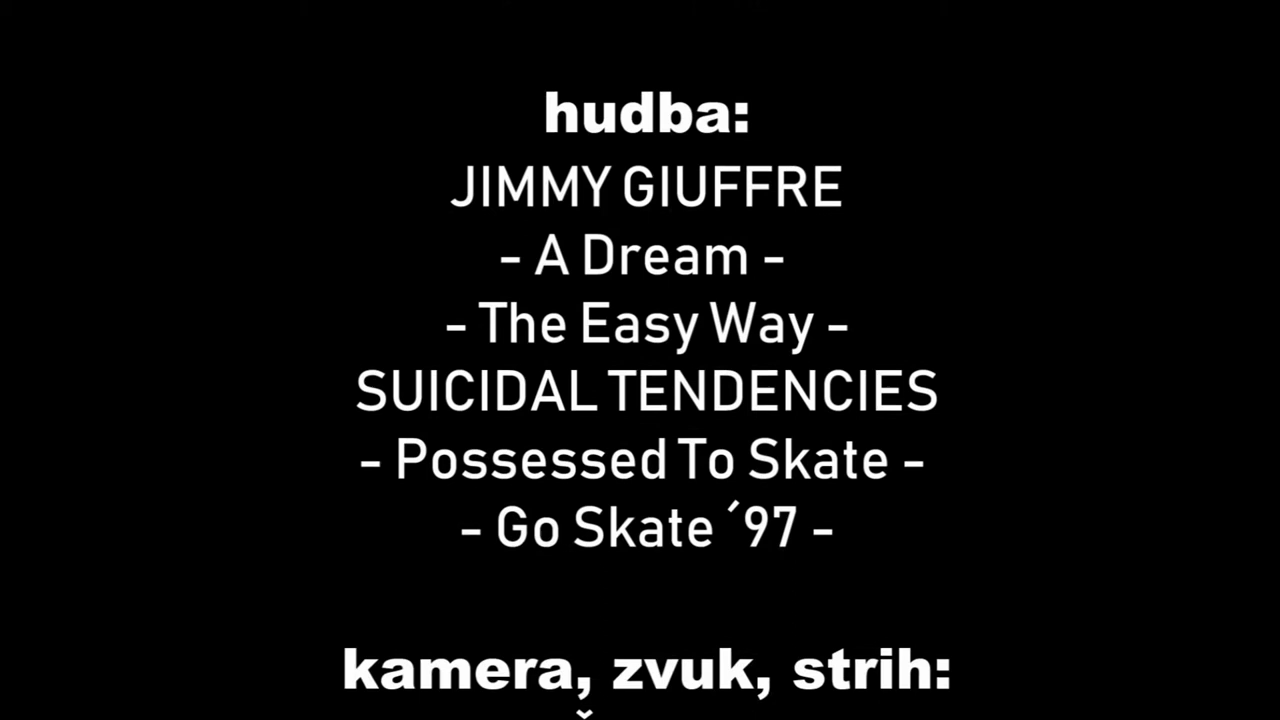 hudba:
JIMMY GIUFFRE
- A Dream -
- The Easy Way -
SUICIDAL TENDENCIES
- Possessed To Skate -
- Go Skate ´97 -
kamera, zvuk, strih: